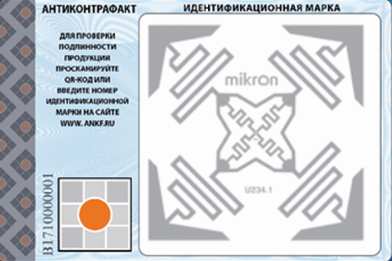 АНТИКОНТРАФАКТ
ИДЕНТИФИКАЦИОННАЯ МАРКА
ДЛЯ ПРОВЕРКИ
ПОДЛИННОСТИ
ПРОДУКЦИИ
ПРОСКАНИРУЙТЕ
QR-КОД ИЛИ
ВВЕДИТЕ НОМЕР
ИДЕНТИФИКАЦИОННОЙ
МАРКИ НА САЙТЕ
WWW. ANKF.RU
B17100000001
mikron
U234.1